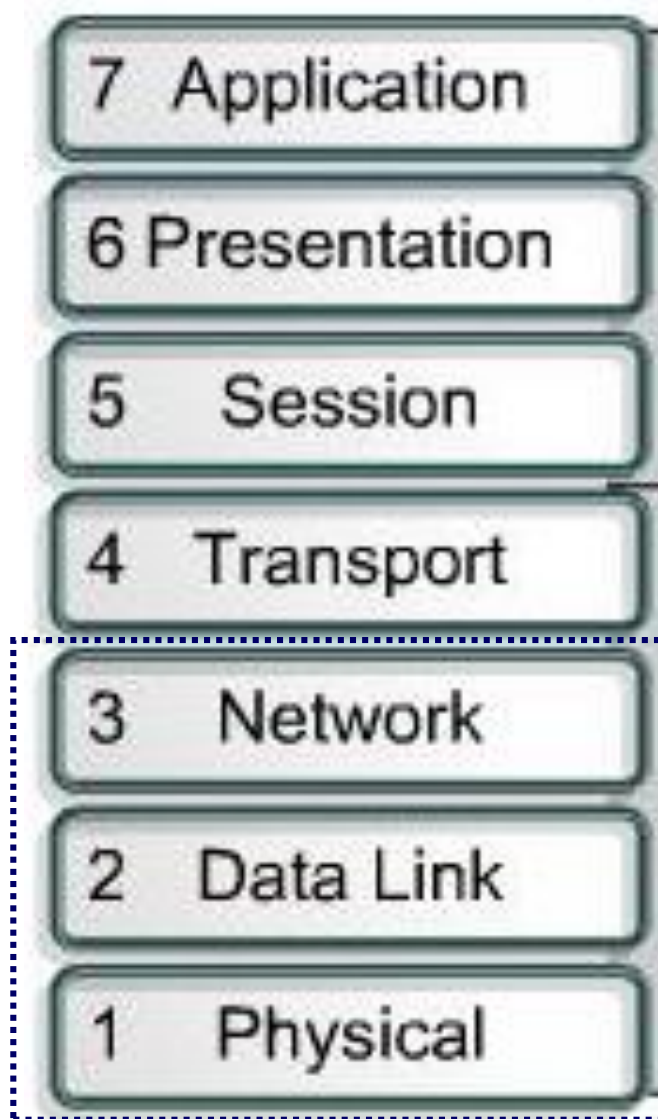 7 Application
6 Presentation
5 Session
4 Transport
3 Network
2 Data Link
1 Physical